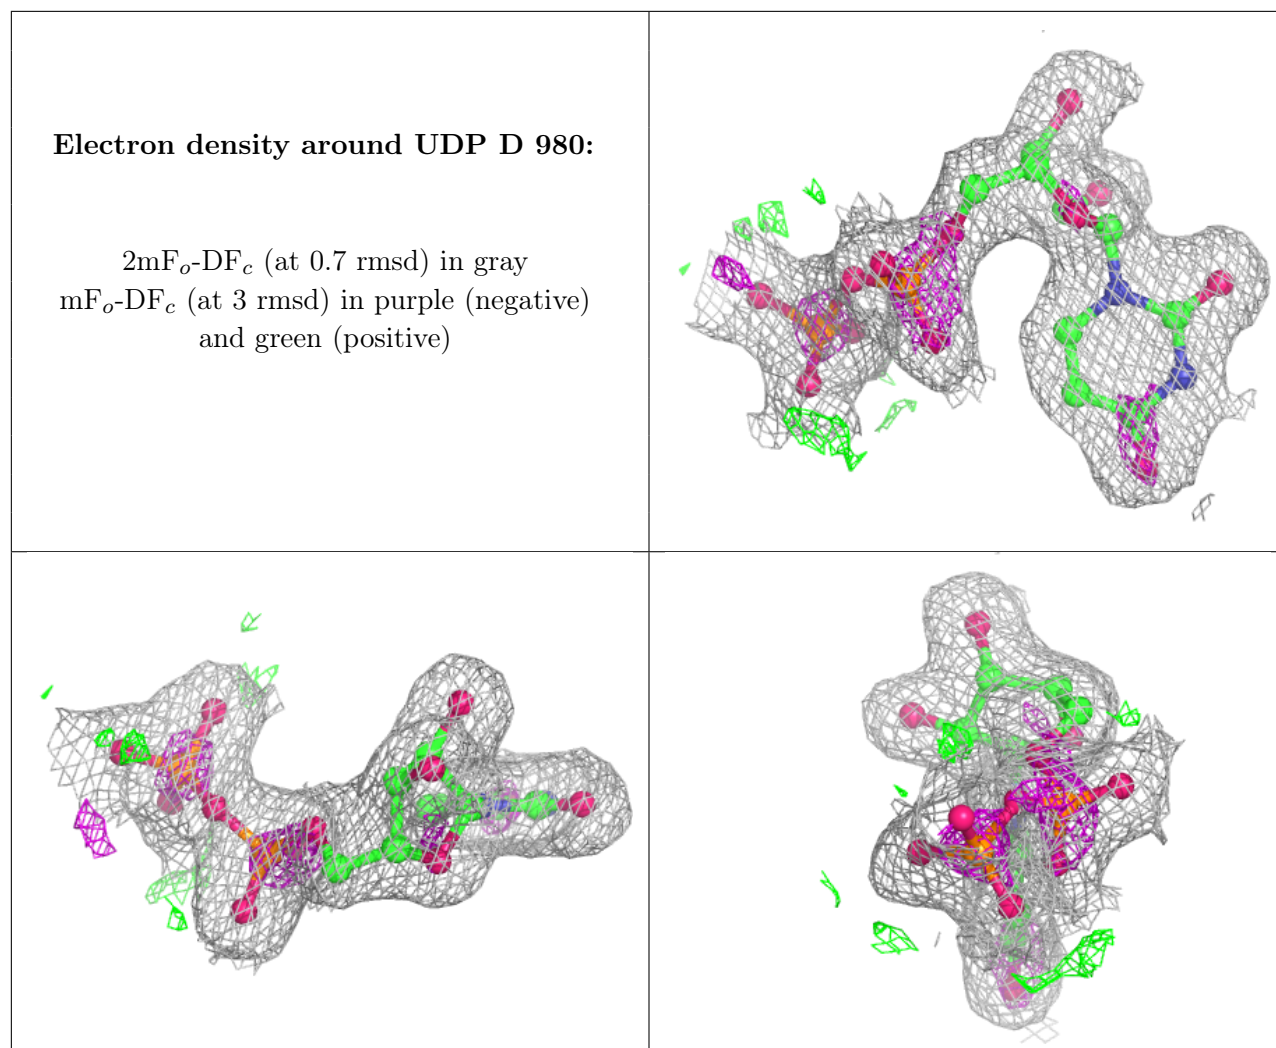 Electron density around UDP D 980:
2mFo-DFc (at 0.7 rmsd) in gray
mFo-DFc (at 3 rmsd) in purple (negative)
and green (positive)